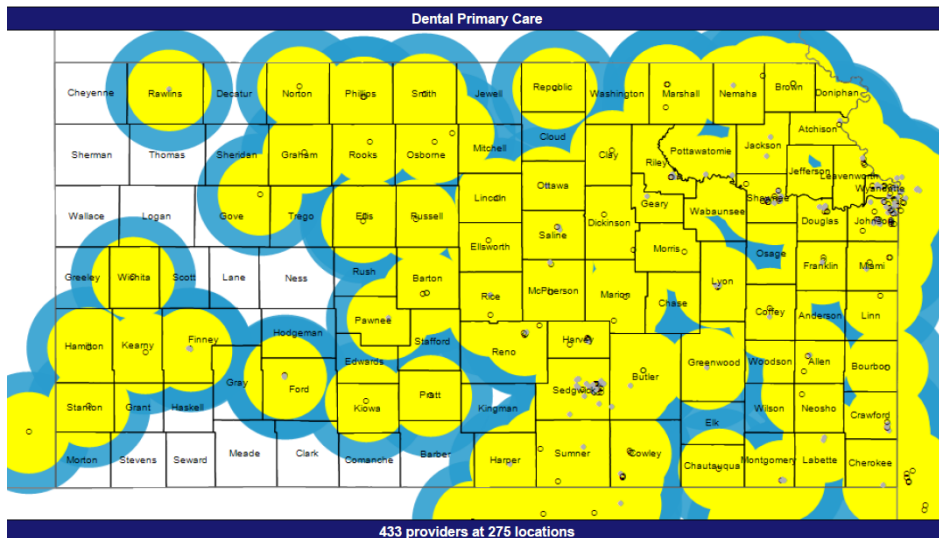 Dental Primary Care
Cheyenne Rawlins Decatur Norton Phillips Smith Jewell Republic Washington Marshall Nemaha Brown Doniphan
Cloud Atchison
Sherman Thomas Sheridan Graham Rooks Osborne Mitchell Clay Riley Pottawatomie Jackson
Jefferson Leavenworth
Ottawa Wyandotte
Wallace Logan Gove Trego Ellis Russell Lincoln Dickinson Geary Wabaunsee Shawnee Douglas Johnson
Saline
Ellsworth Morris Osage
Greeley Wichita Scott Lane Ness Rush Barton Franklin Miami
Rice McPherson Marion Chase Lyon
Pawnee Coffey Anderson Linn
Hamilton Kearny Finney Hodgeman Stafford Reno Harvey
Edwards Greenwood Woodson Allen Bourbon
Gray Ford Sedgwick Butler
Stanton Grant Haskell Kiowa Pratt Kingman Wilson Neosho Crawford
Elk
Morton Stevens Seward Meade Clark Comanche Barber Harper Sumner Cowley Chautauqua Montgomery Labette Cherokee
433 providers at 275 locations